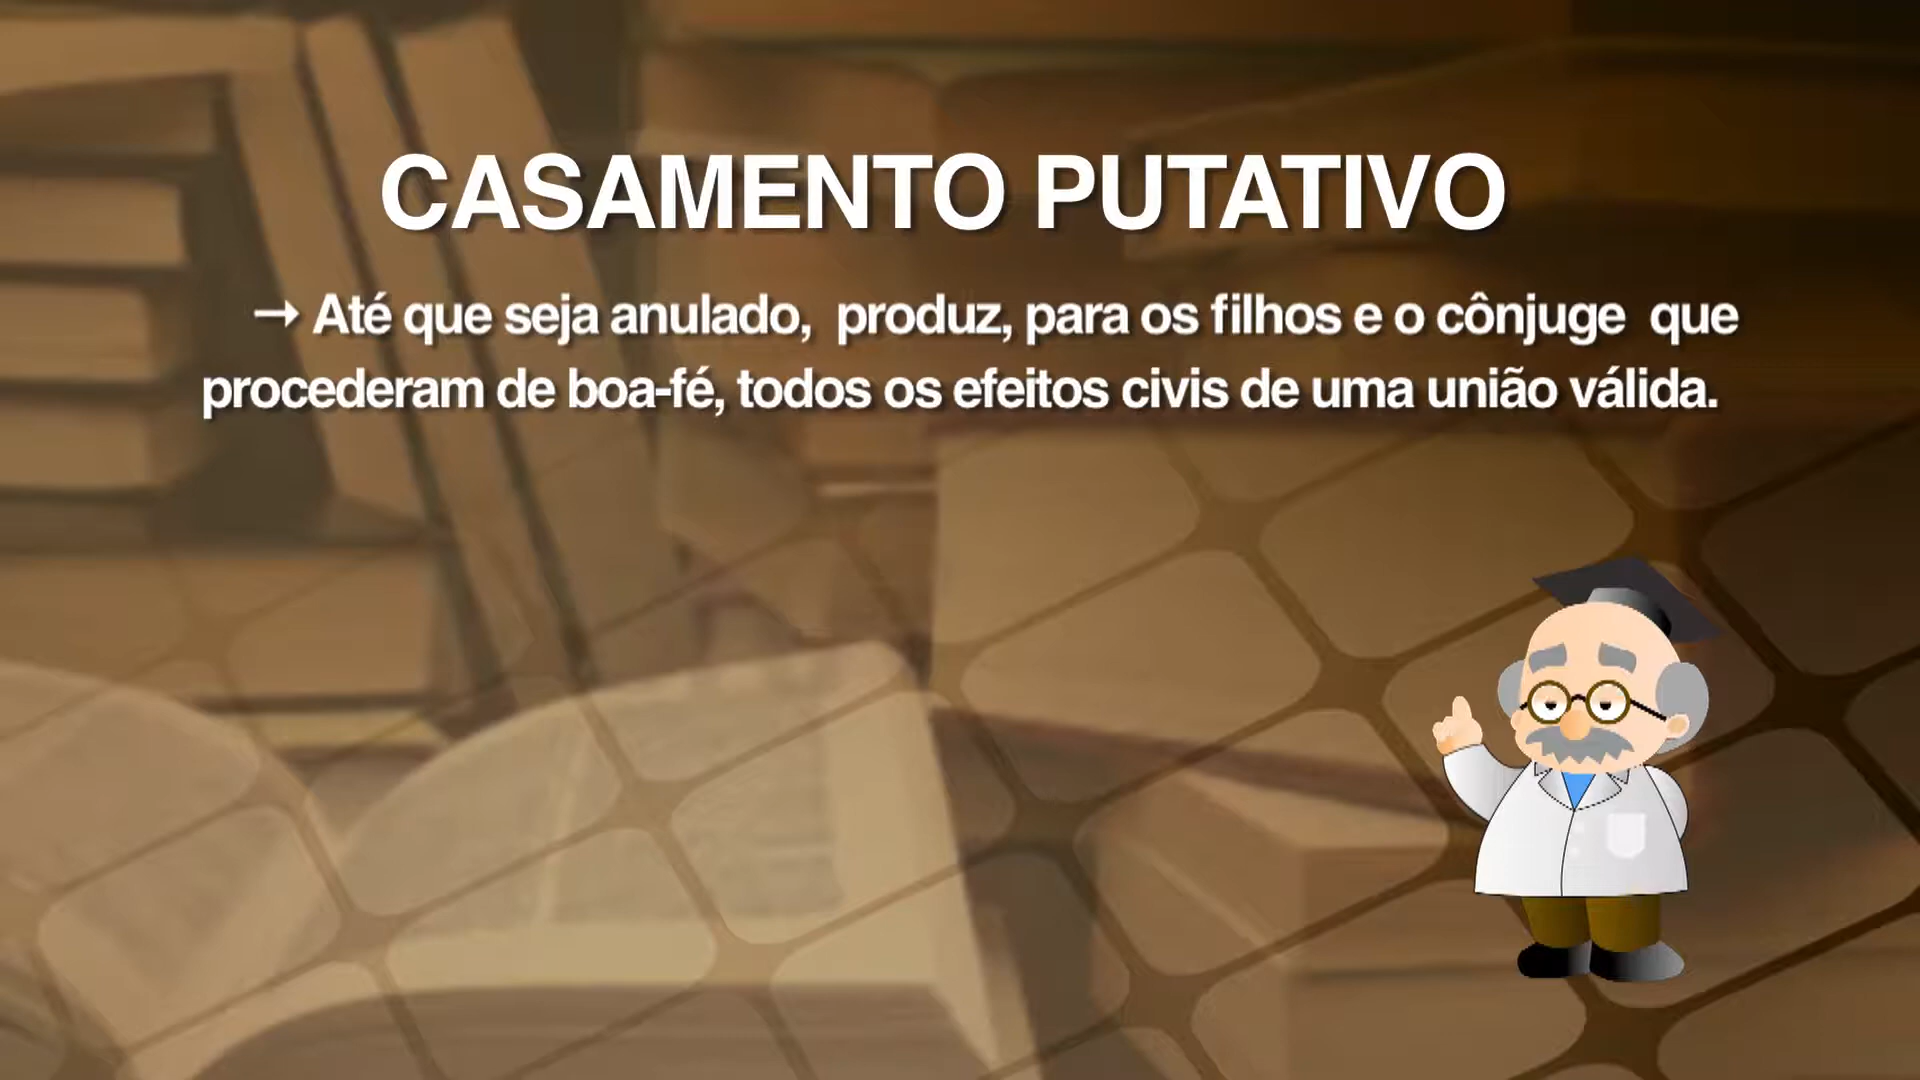 CASAMENTO PUTATIVO
→ Até que seja anulado, produz, para os filhos e o cônjuge que
procederam de boa-fé, todos os efeitos civis de uma união válida.